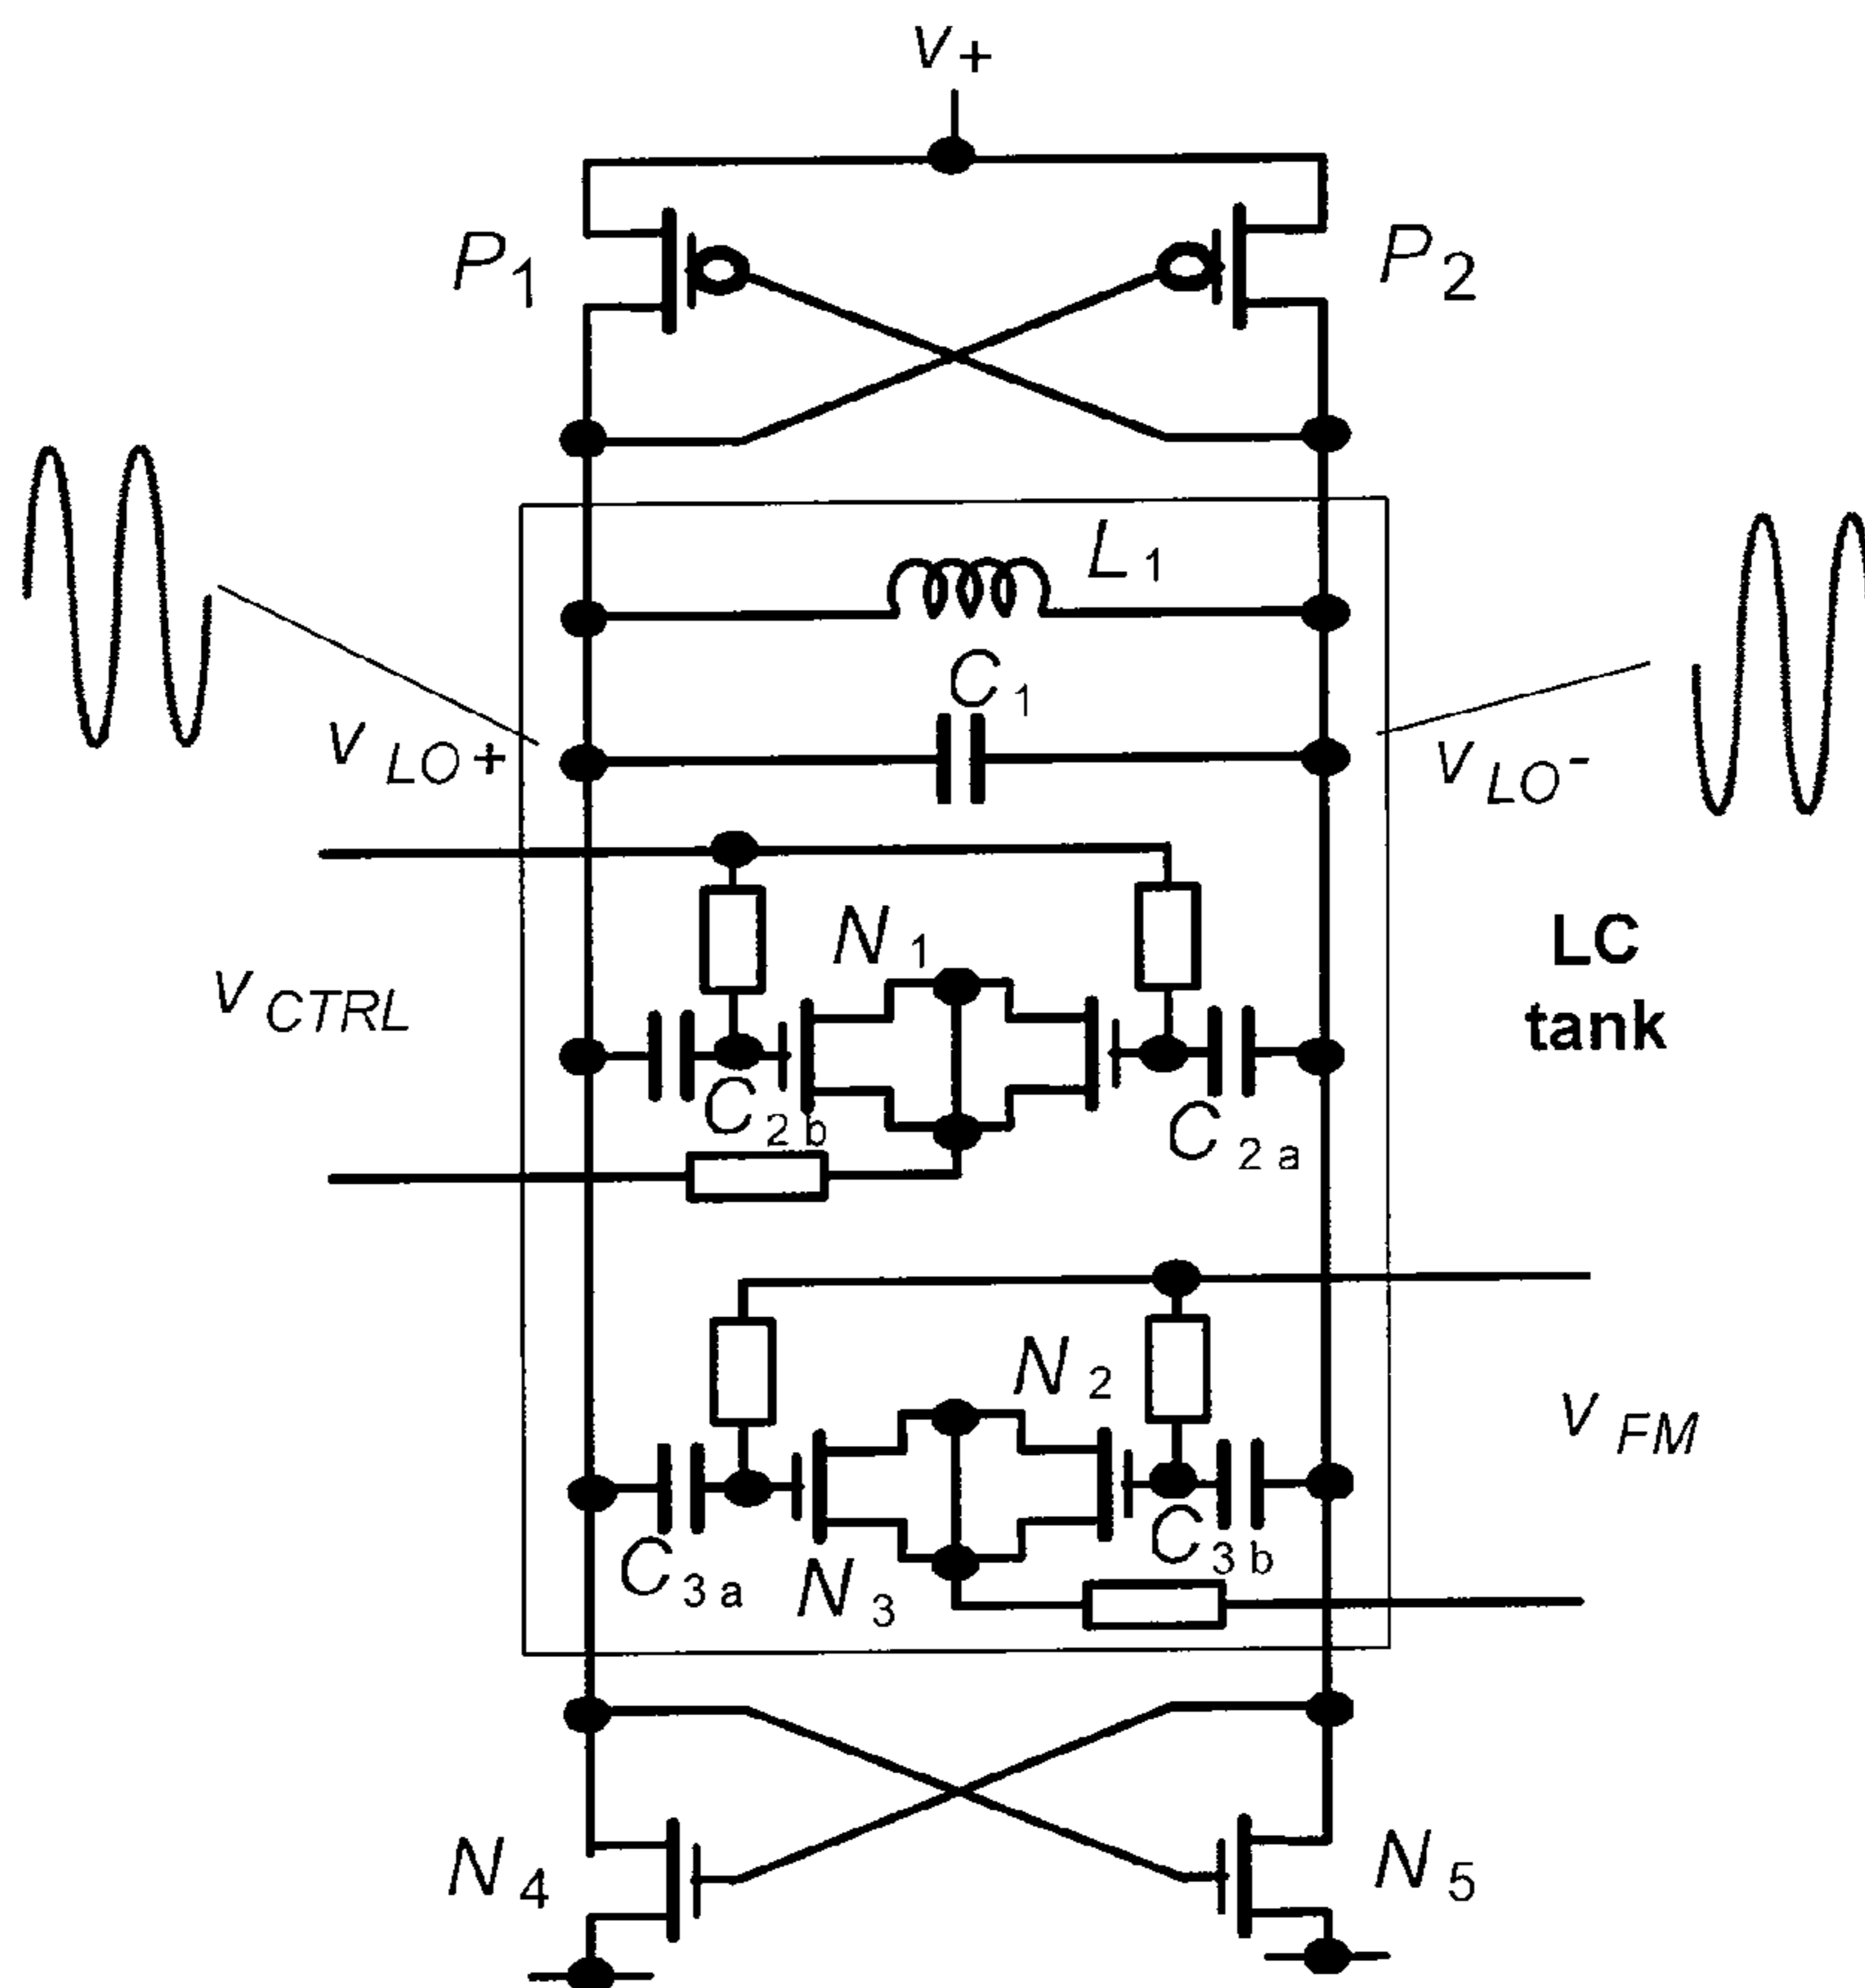 V+
P1
P2
L1
C1
VLO+
VLO-
N1
LC
tank
VCTRL
C2b
C2a
N2
VFM
C3a
N3
C3b
N4
N5